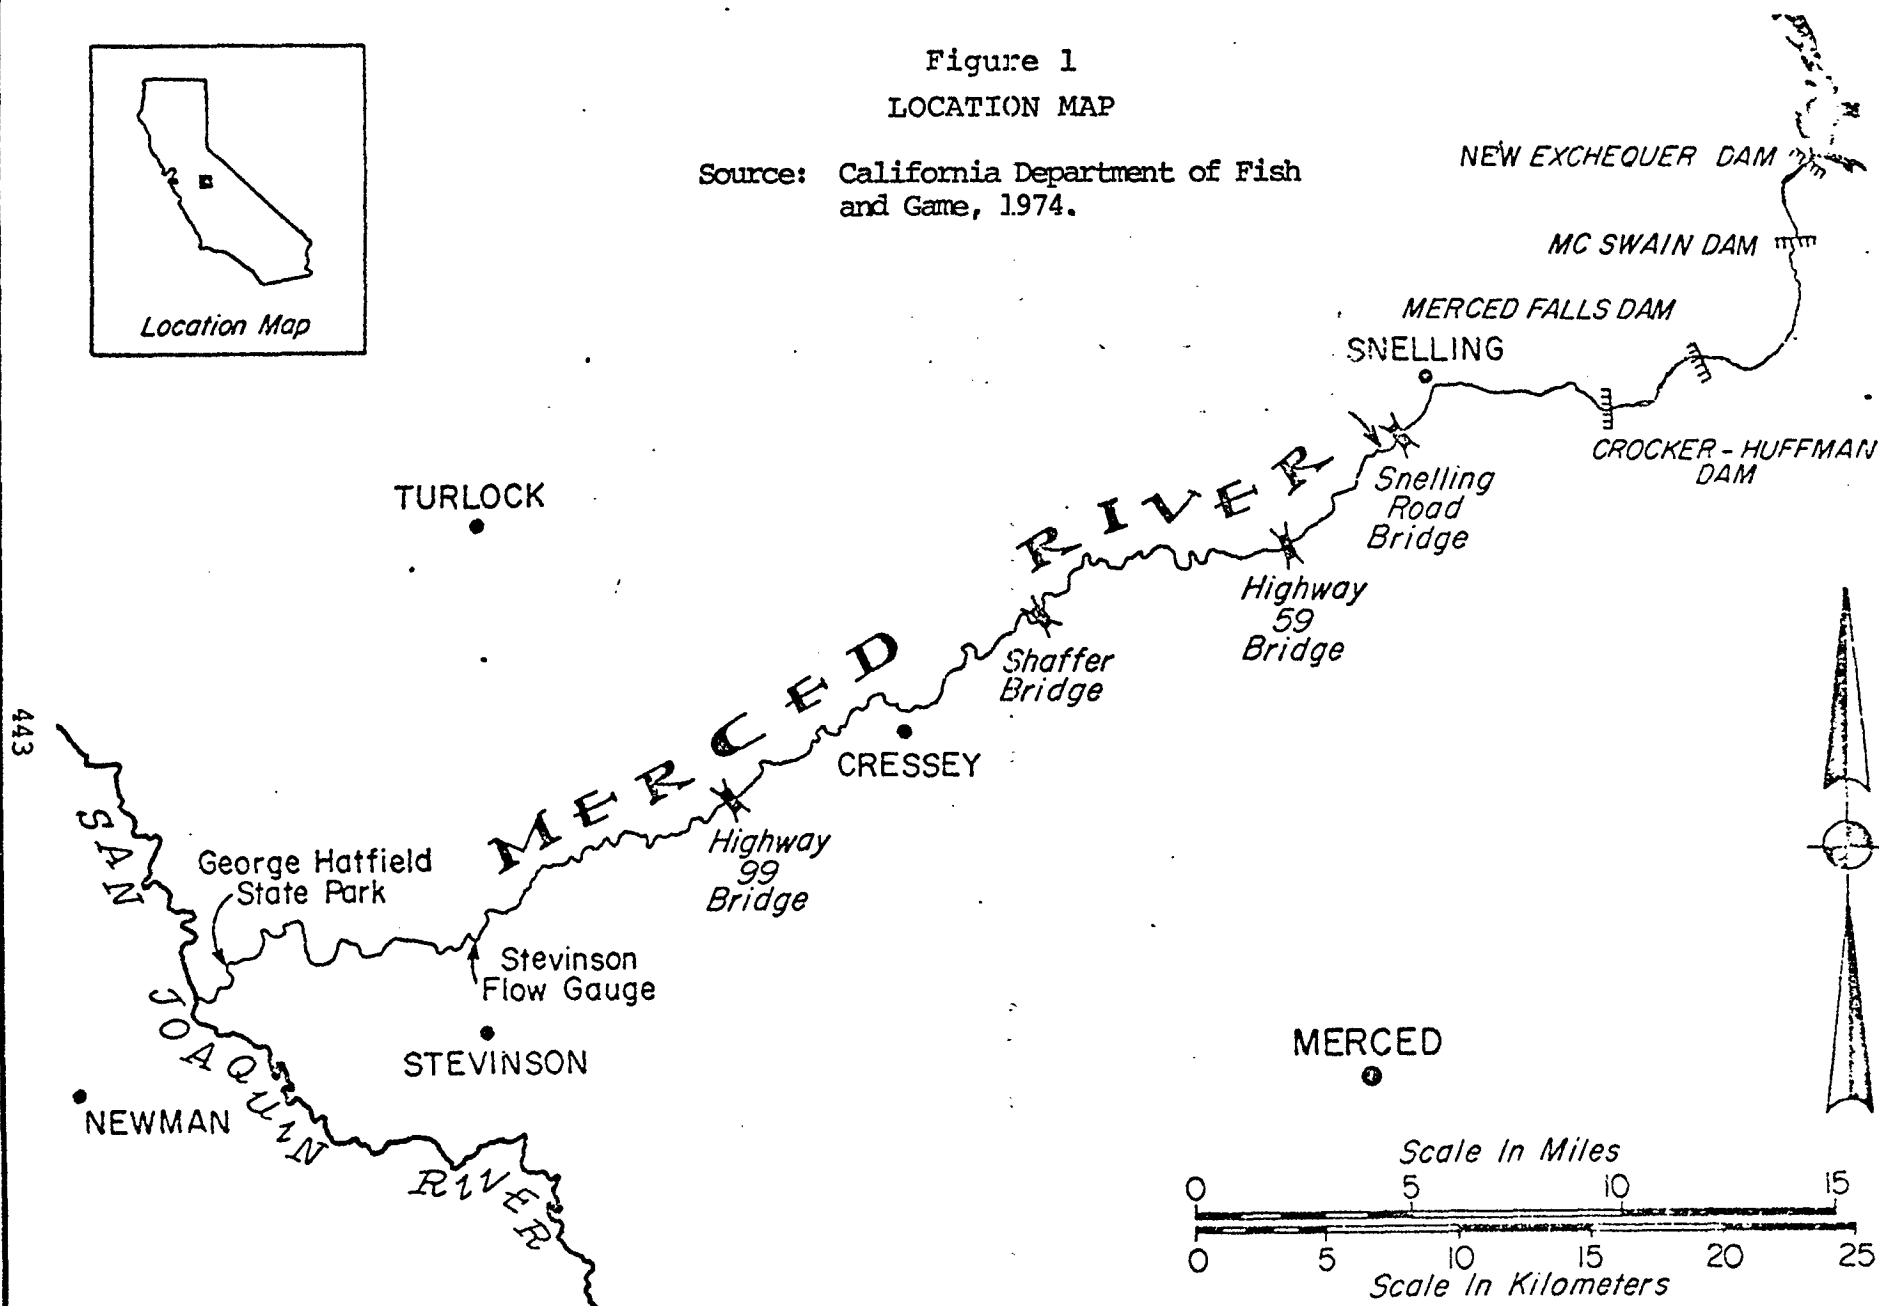 Figure 1
LOCATION MAP
Source: California Department of Fish
and Game, 1974.
Location Map
NEW EXCHEQUER DAM
MC SWAIN DAM
MERCED FALLS DAM
SNELLING
CROCKER-HUFFMAN
DAM
Snelling
Road
Bridge
TURLOCK
MERCED RIVER
Highway
59
Bridge
Shaffer
Bridge
CRESSEY
Highway
99
Bridge
443
SAN JOAQUIN RIVER
George Hatfield
State Park
Stevinson
Flow Gauge
STEVINSON
NEWMAN
MERCED
Scale In Miles
0 5 10 15
0 5 10 15 20 25
Scale In Kilometers